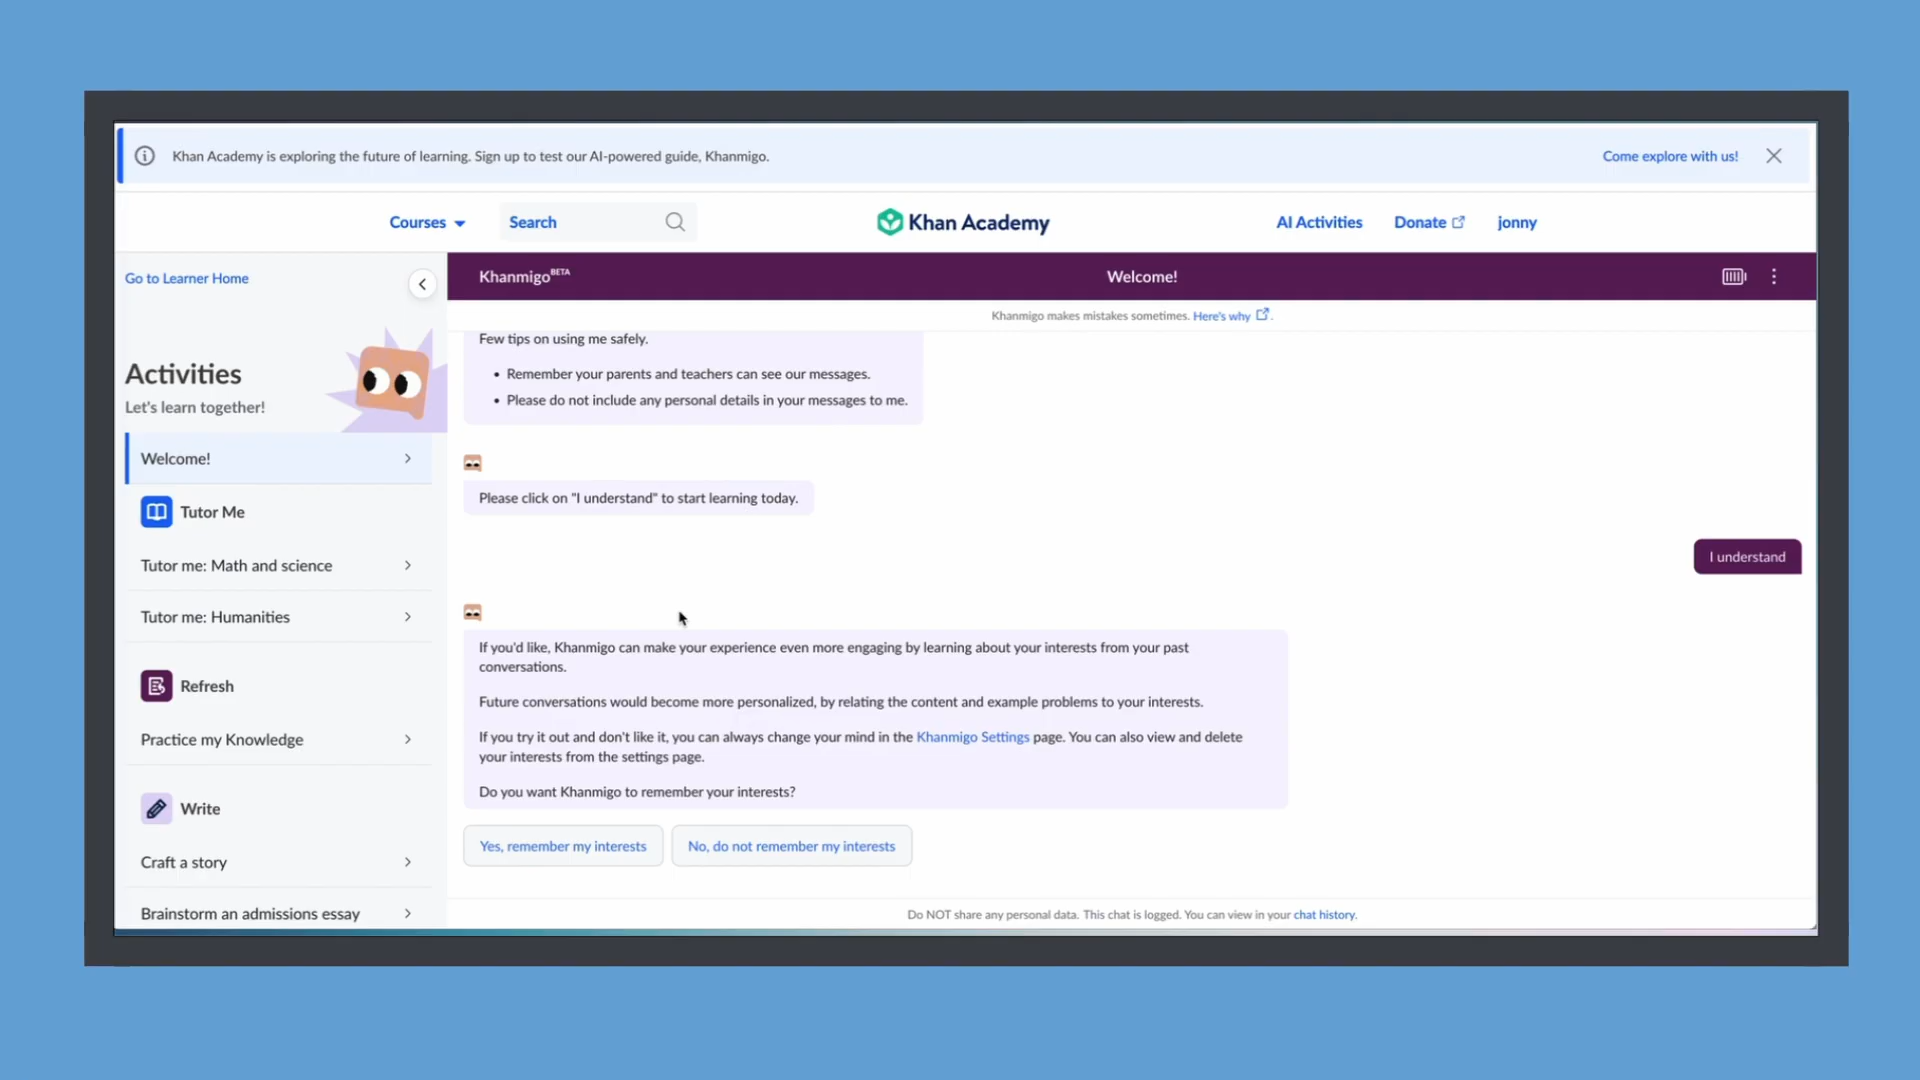 Khan Academy is exploring the future of learning. Sign up to test our AI-powered guide, Khanmigo.
Come explore with us!
Courses
Search
Khan Academy
AI Activities
Donate
jonny
Go to Learner Home
Activities
Let's learn together!
Welcome!
Tutor Me
Tutor me: Math and science
Tutor me: Humanities
Refresh
Practice my Knowledge
Write
Craft a story
Brainstorm an admissions essay
Khanmigo BETA
Welcome!
Khanmigo makes mistakes sometimes. Here's why .
Few tips on using me safely.
• Remember your parents and teachers can see our messages.
• Please do not include any personal details in your messages to me.
Please click on "I understand" to start learning today.
I understand
If you'd like, Khanmigo can make your experience even more engaging by learning about your interests from your past
conversations.
Future conversations would become more personalized, by relating the content and example problems to your interests.
If you try it out and don't like it, you can always change your mind in the Khanmigo Settings page. You can also view and delete
your interests from the settings page.
Do you want Khanmigo to remember your interests?
Yes, remember my interests
No, do not remember my interests
Do NOT share any personal data. This chat is logged. You can view in your chat history.